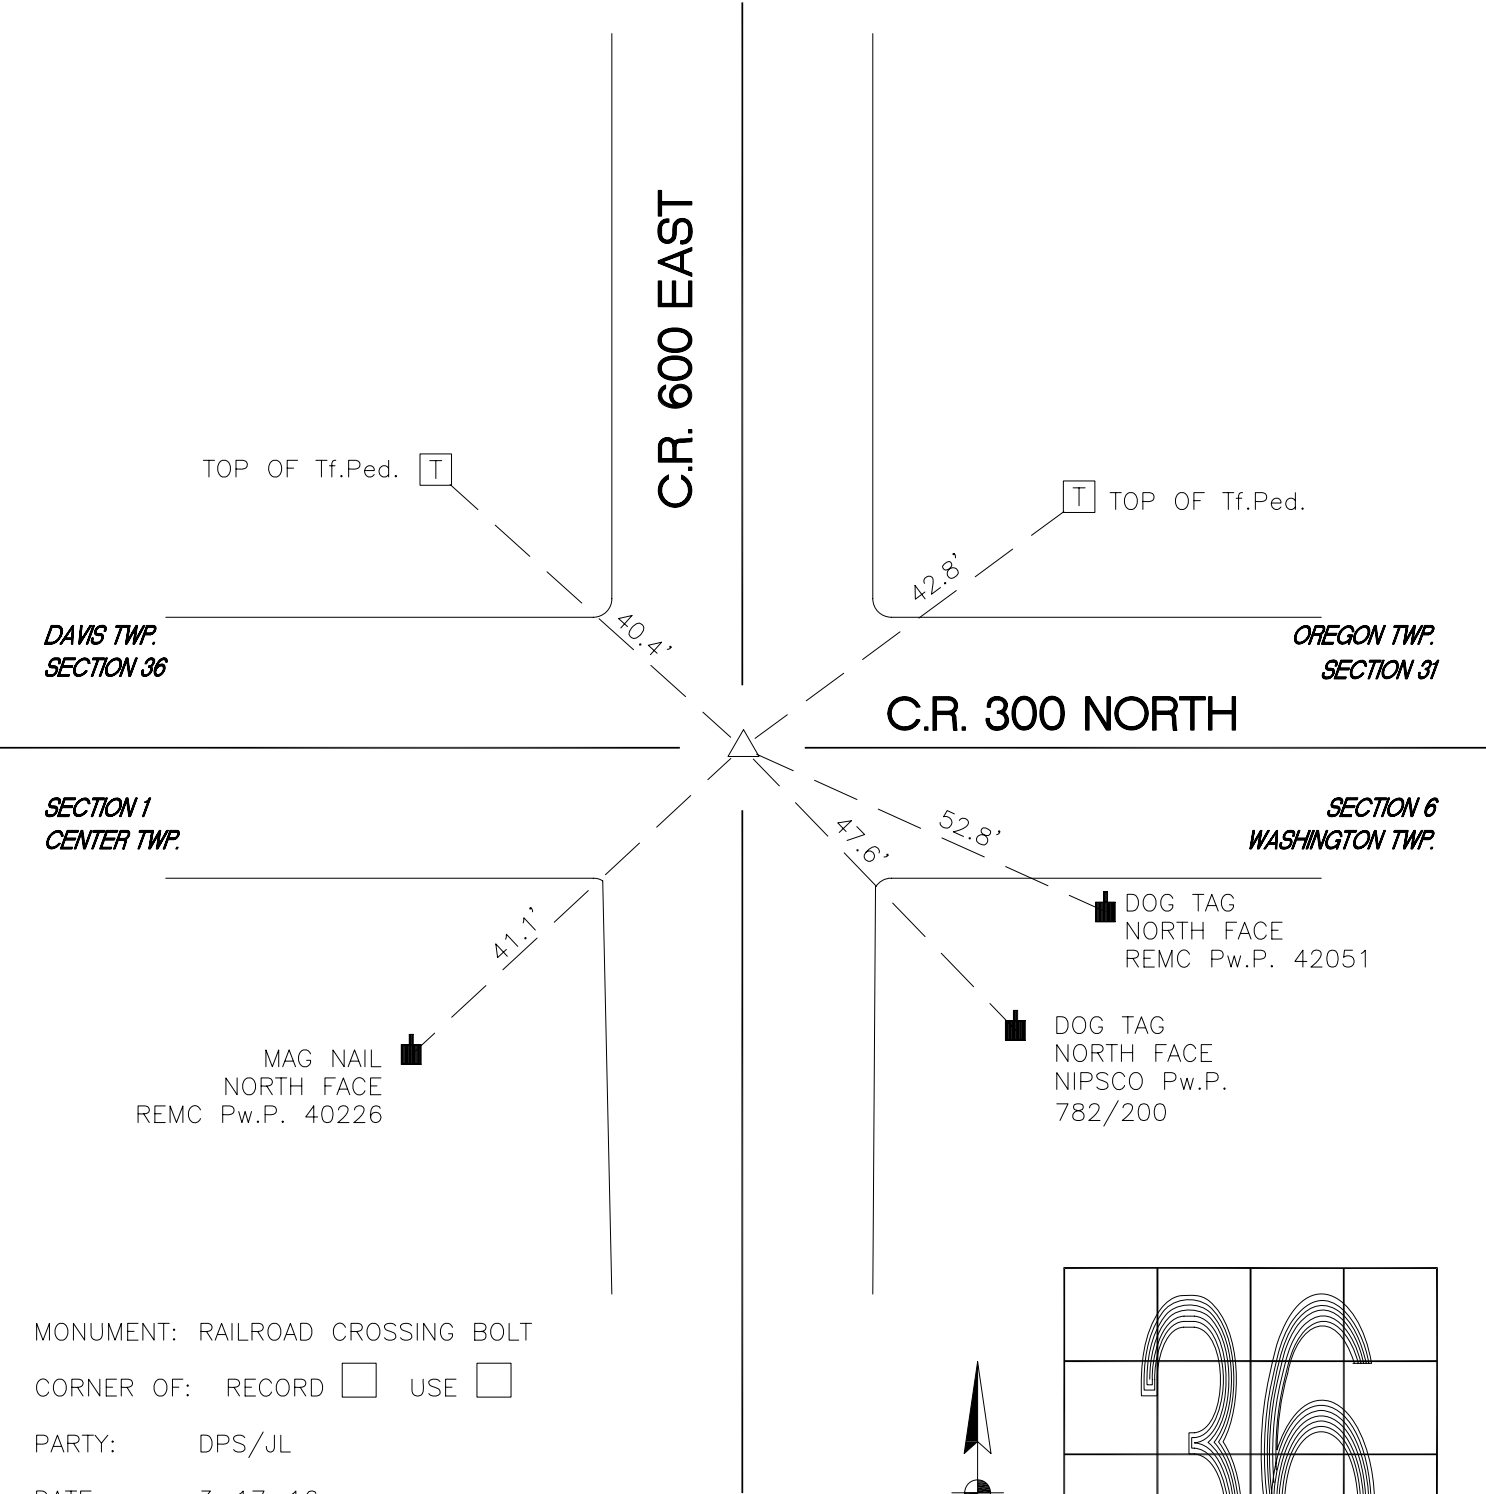 C.R. 600 EAST
TOP OF Tf.Ped. T
T TOP OF Tf.Ped.
42.8'
40.4'
DAVIS TWP.
SECTION 36
OREGON TWP.
SECTION 31
C.R. 300 NORTH
SECTION 1
CENTER TWP.
SECTION 6
WASHINGTON TWP.
52.8'
47.6'
41.1'
DOG TAG
NORTH FACE
REMC Pw.P. 42051
DOG TAG
NORTH FACE
NIPSCO Pw.P.
782/200
MAG NAIL
NORTH FACE
REMC Pw.P. 40226
MONUMENT: RAILROAD CROSSING BOLT
CORNER OF: RECORD USE
PARTY: DPS/JL
36